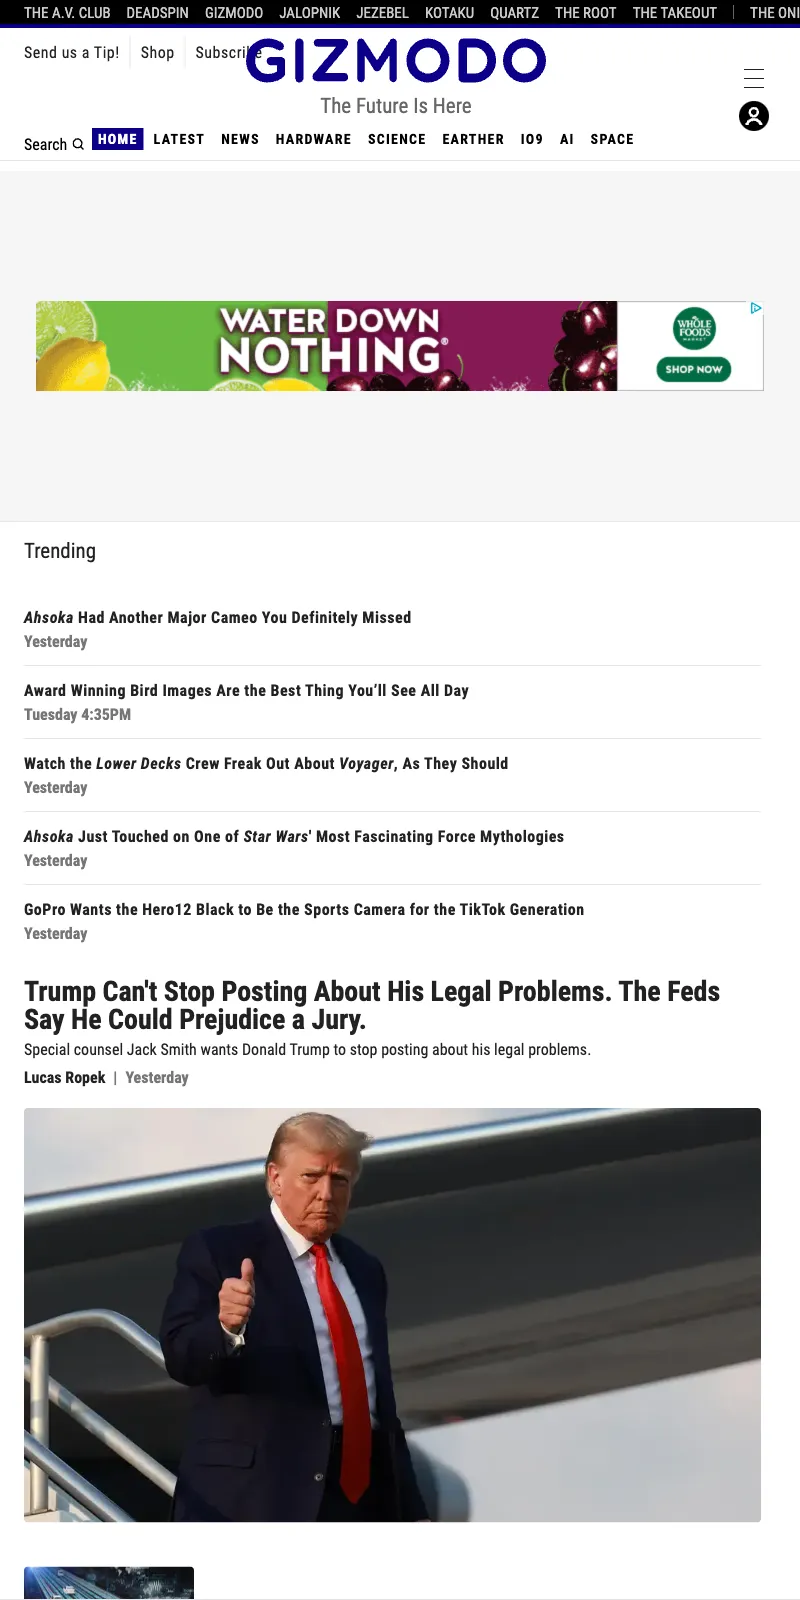 THE A.V. CLUB DEADSPIN GIZMODO JALOPNIK JEZEBEL KOTAKU QUARTZ THE ROOT THE TAKEOUT THE ONI
Send us a Tip! Shop Subscribe
GIZMODO
The Future Is Here
Search HOME LATEST NEWS HARDWARE SCIENCE EARTHER IO9 AI SPACE
WATER DOWN
NOTHING®
WHOLE
FOODS
MARKET
SHOP NOW
Trending
Ahsoka Had Another Major Cameo You Definitely Missed
Yesterday
Award Winning Bird Images Are the Best Thing You’ll See All Day
Tuesday 4:35PM
Watch the Lower Decks Crew Freak Out About Voyager, As They Should
Yesterday
Ahsoka Just Touched on One of Star Wars' Most Fascinating Force Mythologies
Yesterday
GoPro Wants the Hero12 Black to Be the Sports Camera for the TikTok Generation
Yesterday
Trump Can't Stop Posting About His Legal Problems. The Feds
Say He Could Prejudice a Jury.
Special counsel Jack Smith wants Donald Trump to stop posting about his legal problems.
Lucas Ropek | Yesterday